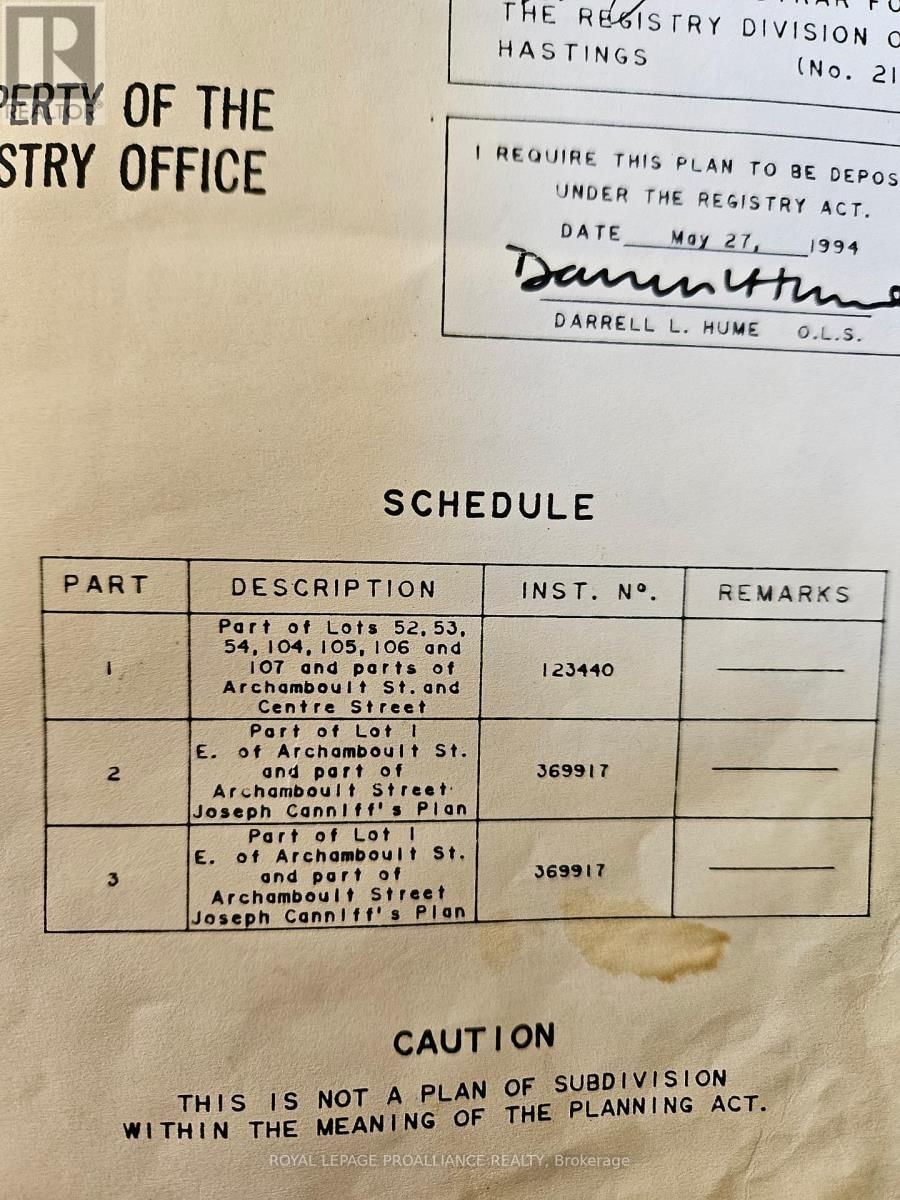 THE REGISTRY DIVISION
HASTINGS (No. 21
PERTY OF THE
STRY OFFICE
REALTOR®
I REQUIRE THIS PLAN TO BE DEPOS
UNDER THE REGISTRY ACT.
DATE May 27, 1994
DARRELL L. HUME O.L.S.
SCHEDULE
PART DESCRIPTION INST. Nº. REMARKS
Part of Lots 52, 53,
54, 104, 105, 106 and
1 107 and parts of 123440
Archamboult St. and
Centre Street
Part of Lot 1
E. of Archamboult St.
2 and part of 369917
Archamboult Street
Joseph Canniff's Plan
Part of Lot 1
E. of Archamboult St.
3 and part of 369917
Archamboult Street
Joseph Canniff's Plan
CAUTION
THIS IS NOT A PLAN OF SUBDIVISION
WITHIN THE MEANING OF THE PLANNING ACT.
ROYAL LEPAGE PROALLIANCE REALTY, Brokerage